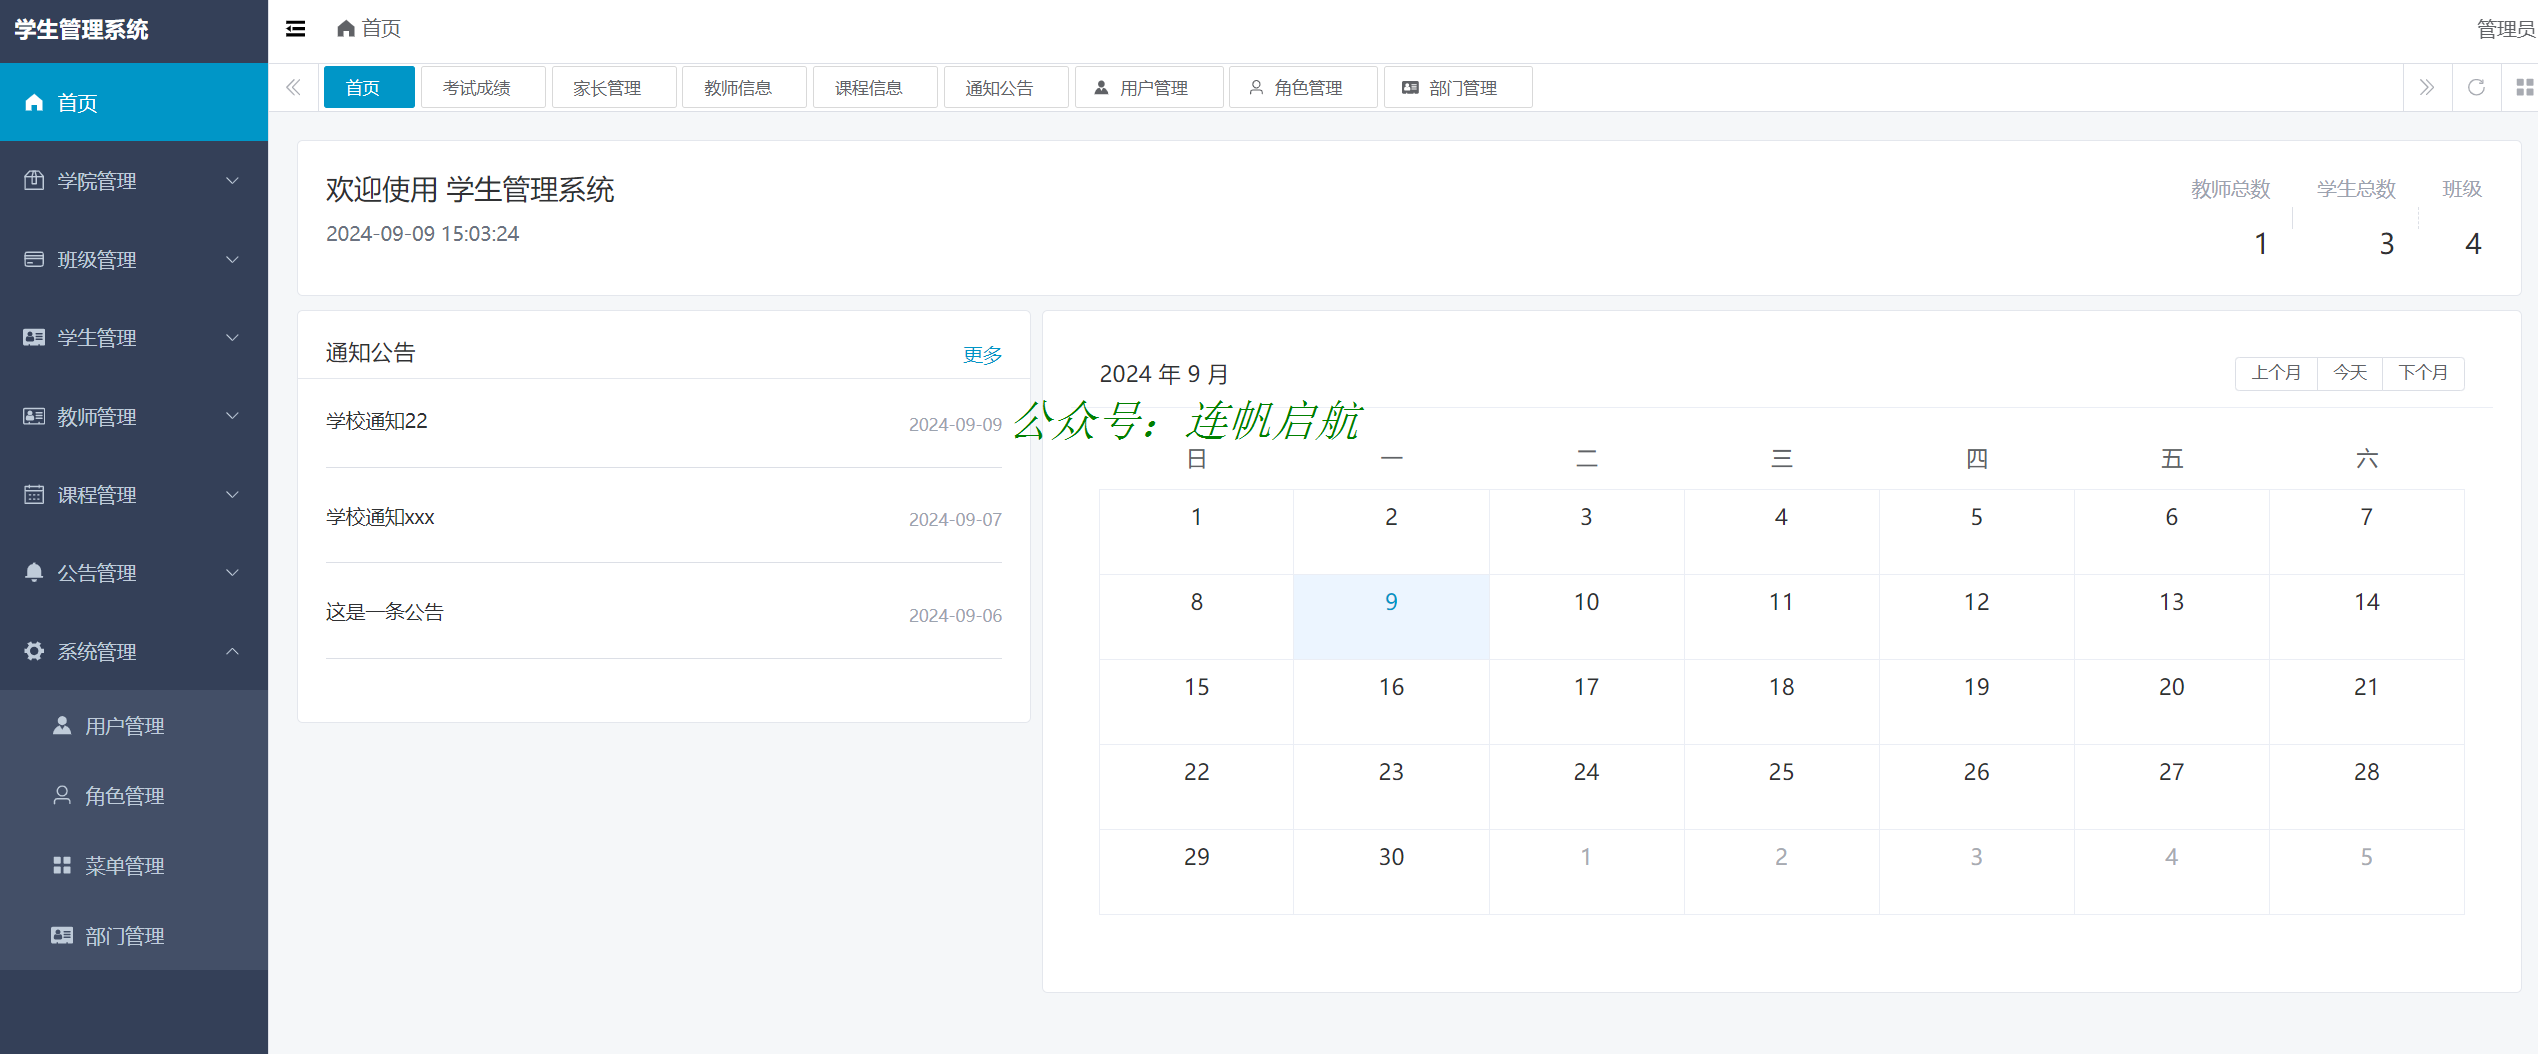 学生管理系统
首页
学院管理
班级管理
学生管理
教师管理
课程管理
公告管理
系统管理
用户管理
角色管理
菜单管理
部门管理
首页
管理员
首页 考试成绩 家长管理 教师信息 课程信息 通知公告 用户管理 角色管理 部门管理
欢迎使用 学生管理系统
2024-09-09 15:03:24
教师总数 学生总数 班级
1 3 4
通知公告 更多
学校通知22 2024-09-09
学校通知xxx 2024-09-07
这是一条公告 2024-09-06
2024 年 9 月 上个月 今天 下个月
公众号：连帆启航
日 一 二 三 四 五 六
1 2 3 4 5 6 7
8 9 10 11 12 13 14
15 16 17 18 19 20 21
22 23 24 25 26 27 28
29 30 1 2 3 4 5